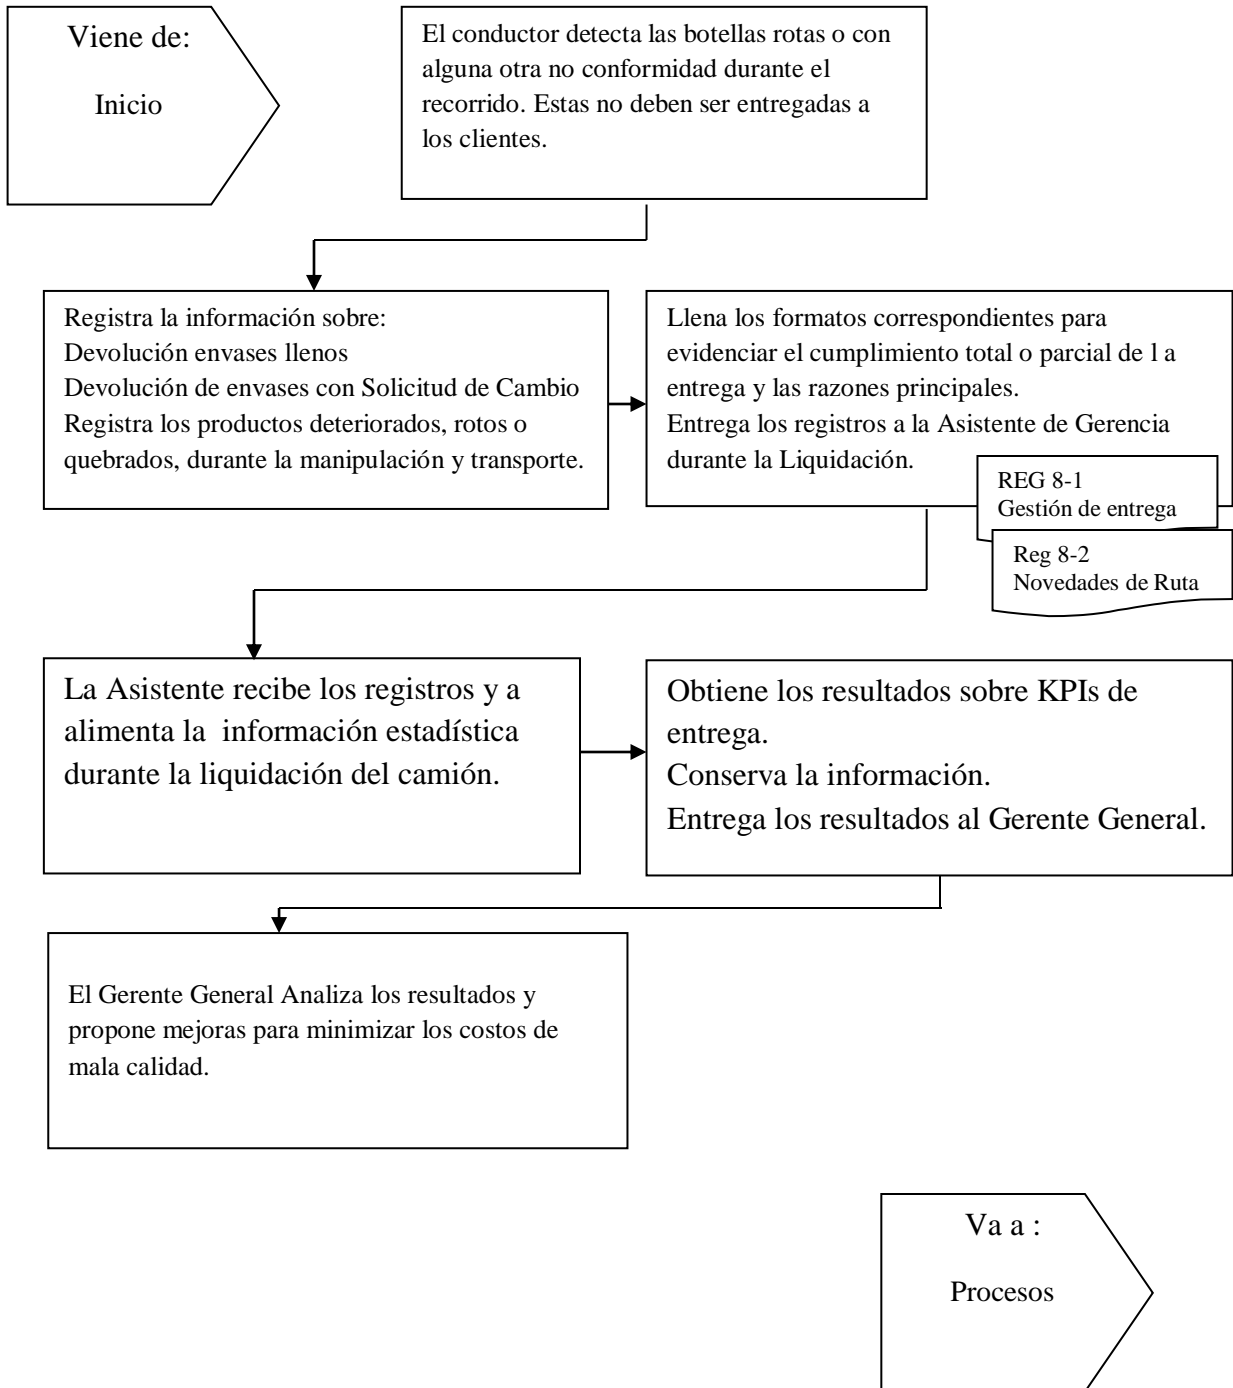 Viene de:
Inicio
El conductor detecta las botellas rotas o con
alguna otra no conformidad durante el
recorrido. Estas no deben ser entregadas a
los clientes.
Registra la información sobre:
Devolución envases llenos
Devolución de envases con Solicitud de Cambio
Registra los productos deteriorados, rotos o
quebrados, durante la manipulación y transporte.
Llena los formatos correspondientes para
evidenciar el cumplimiento total o parcial de l a
entrega y las razones principales.
Entrega los registros a la Asistente de Gerencia
durante la Liquidación.
REG 8-1
Gestión de entrega
Reg 8-2
Novedades de Ruta
La Asistente recibe los registros y a
alimenta la  información estadística
durante la liquidación del camión.
Obtiene los resultados sobre KPIs de
entrega.
Conserva la información.
Entrega los resultados al Gerente General.
El Gerente General Analiza los resultados y
propone mejoras para minimizar los costos de
mala calidad.
Va a :
Procesos